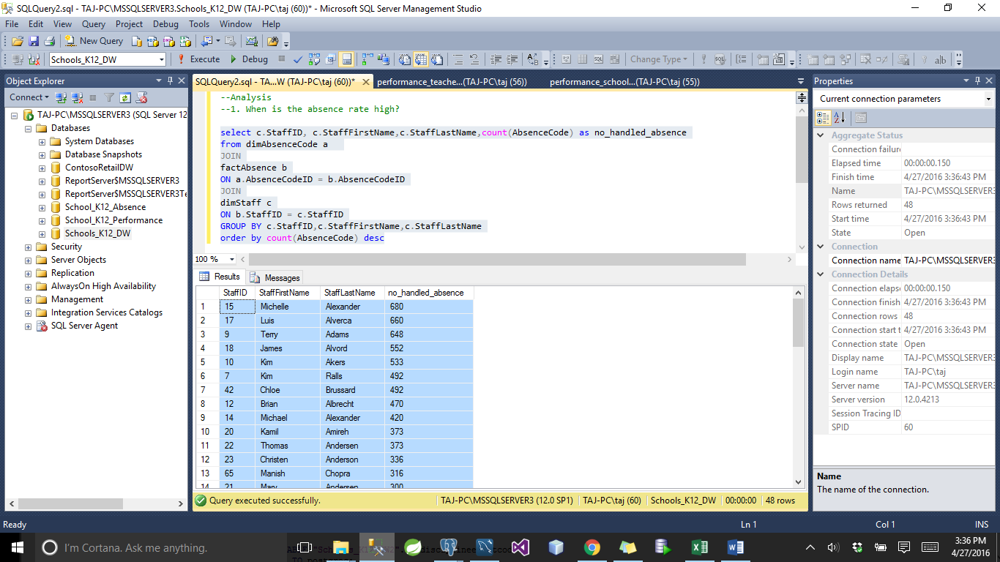 SQLQuery2.sql - TAJ-PC\MSSQLSERVER3.Schools_K12_DW (TAJ-PC\taj (60))* - Microsoft SQL Server Management Studio
File Edit View Query Project Debug Tools Window Help
New Query
Schools_K12_DW Execute Debug Change Type
Object Explorer
Connect
TAJ-PC\MSSQLSERVER3 (SQL Server 12
Databases
System Databases
Database Snapshots
ContosoRetailDW
ReportServer$MSSQLSERVER3
ReportServer$MSSQLSERVER3Te
School_K12_Absence
School_K12_Performance
Schools_K12_DW
Security
Server Objects
Replication
AlwaysOn High Availability
Management
Integration Services Catalogs
SQL Server Agent
SQLQuery2.sql - TA...W (TAJ-PC\taj (60))* performance_teache...(TAJ-PC\taj (56)) performance_school...(TAJ-PC\taj (55))
--Analysis
--1. When is the absence rate high?
select c.StaffID, c.StaffFirstName,c.StaffLastName,count(AbsenceCode) as no_handled_absence
from dimAbsenceCode a
JOIN
factAbsence b
ON a.AbsenceCodeID = b.AbsenceCodeID
JOIN
dimStaff c
ON b.StaffID = c.StaffID
GROUP BY c.StaffID,c.StaffFirstName,c.StaffLastName
order by count(AbsenceCode) desc
100 %
Results Messages
StaffID StaffFirstName StaffLastName no_handled_absence
1 15 Michelle Alexander 680
2 17 Luis Alverca 660
3 9 Terry Adams 648
4 18 James Alvord 552
5 10 Kim Akers 533
6 7 Kim Ralls 492
7 42 Chloe Brussard 492
8 12 Brian Albrecht 470
9 14 Michael Alexander 420
10 20 Kamil Amireh 373
11 22 Thomas Andersen 373
12 23 Christen Anderson 336
13 65 Manish Chopra 316
14 21 Mary Andersen 300
Query executed successfully. TAJ-PC\MSSQLSERVER3 (12.0 SP1) TAJ-PC\taj (60) Schools_K12_DW 00:00:00 48 rows
Properties
Current connection parameters
Aggregate Status
Connection failure
Elapsed time 00:00:00.150
Finish time 4/27/2016 3:36:43 PM
Name TAJ-PC\MSSQLSERVER3
Rows returned 48
Start time 4/27/2016 3:36:43 PM
State Open
Connection
Connection name TAJ-PC\MSSQLSERVER3
Connection Details
Connection elaps 00:00:00.150
Connection finish 4/27/2016 3:36:43 PM
Connection rows 48
Connection start t 4/27/2016 3:36:43 PM
Connection state Open
Display name TAJ-PC\MSSQLSERVER3
Login name TAJ-PC\taj
Server name TAJ-PC\MSSQLSERVER3
Server version 12.0.4213
Session Tracing ID
SPID 60
Name
The name of the connection.
Ready Ln 1 Col 1 INS
I'm Cortana. Ask me anything.
3:36 PM
4/27/2016